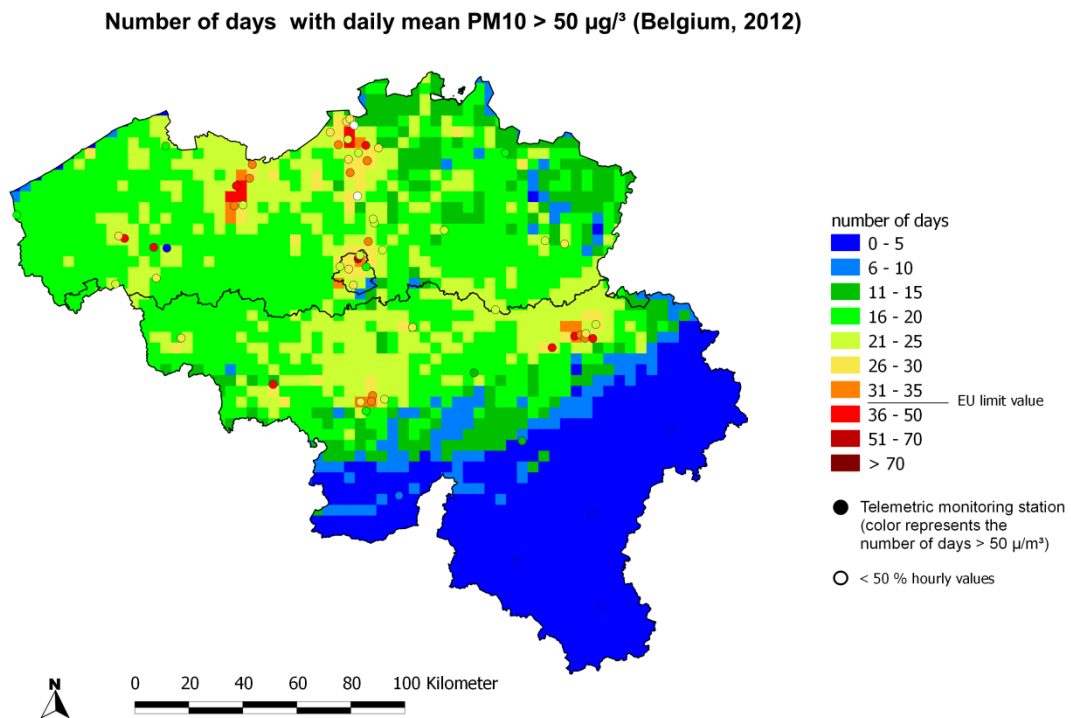 Number of days with daily mean PM10 > 50 µg/³ (Belgium, 2012)
number of days
0 - 5
6 - 10
11 - 15
16 - 20
21 - 25
26 - 30
31 - 35
EU limit value
36 - 50
51 - 70
> 70
Telemetric monitoring station
(color represents the
number of days > 50 µ/m³)
< 50 % hourly values
N
0 20 40 60 80 100 Kilometer